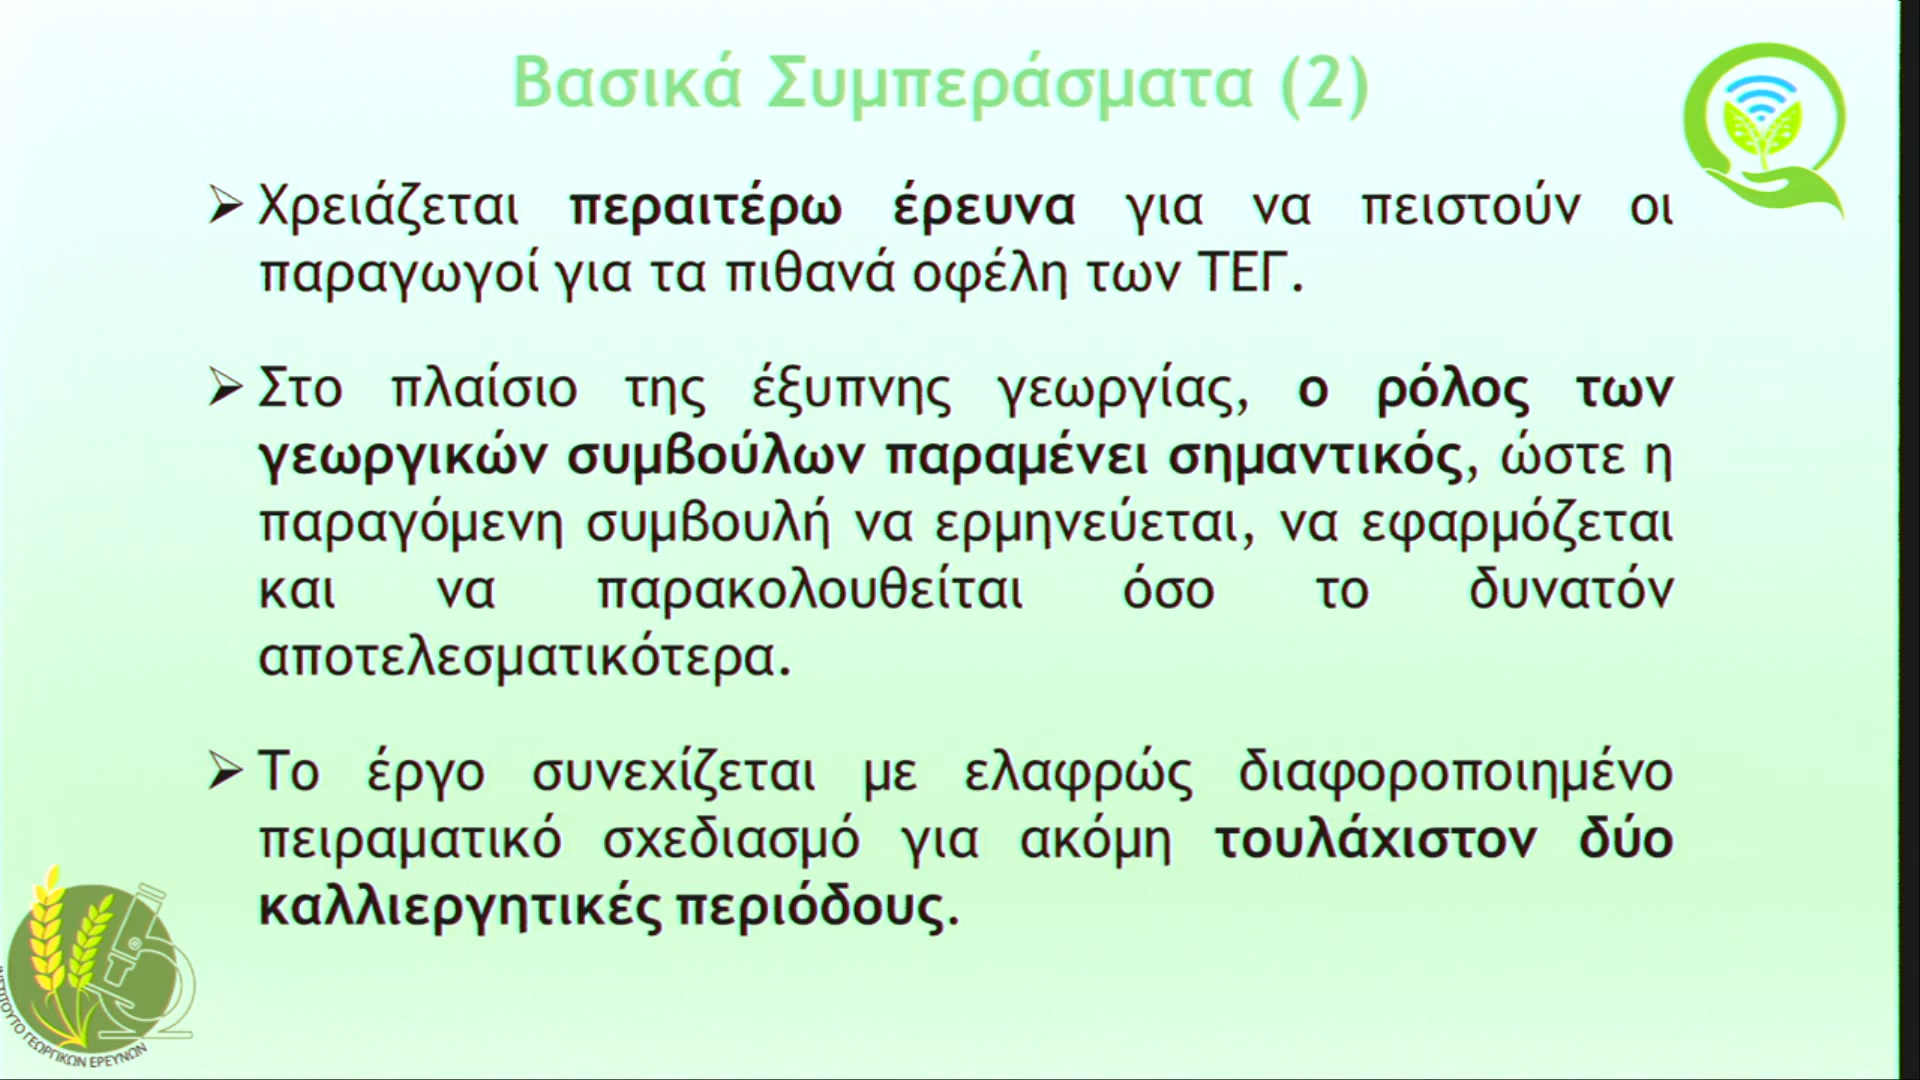 Βασικά Συμπεράσματα (2)
➢ Χρειάζεται περαιτέρω έρευνα για να πειστούν οι
παραγωγοί για τα πιθανά οφέλη των ΤΕΓ.
➢ Στο πλαίσιο της έξυπνης γεωργίας, ο ρόλος των
γεωργικών συμβούλων παραμένει σημαντικός, ώστε η
παραγόμενη συμβουλή να ερμηνεύεται, να εφαρμόζεται
και να παρακολουθείται όσο το δυνατόν
αποτελεσματικότερα.
➢ Το έργο συνεχίζεται με ελαφρώς διαφοροποιημένο
πειραματικό σχεδιασμό για ακόμη τουλάχιστον δύο
καλλιεργητικές περιόδους.
ΓΕΩΡΓΙΚΩΝ ΕΡΕΥΝΩΝ